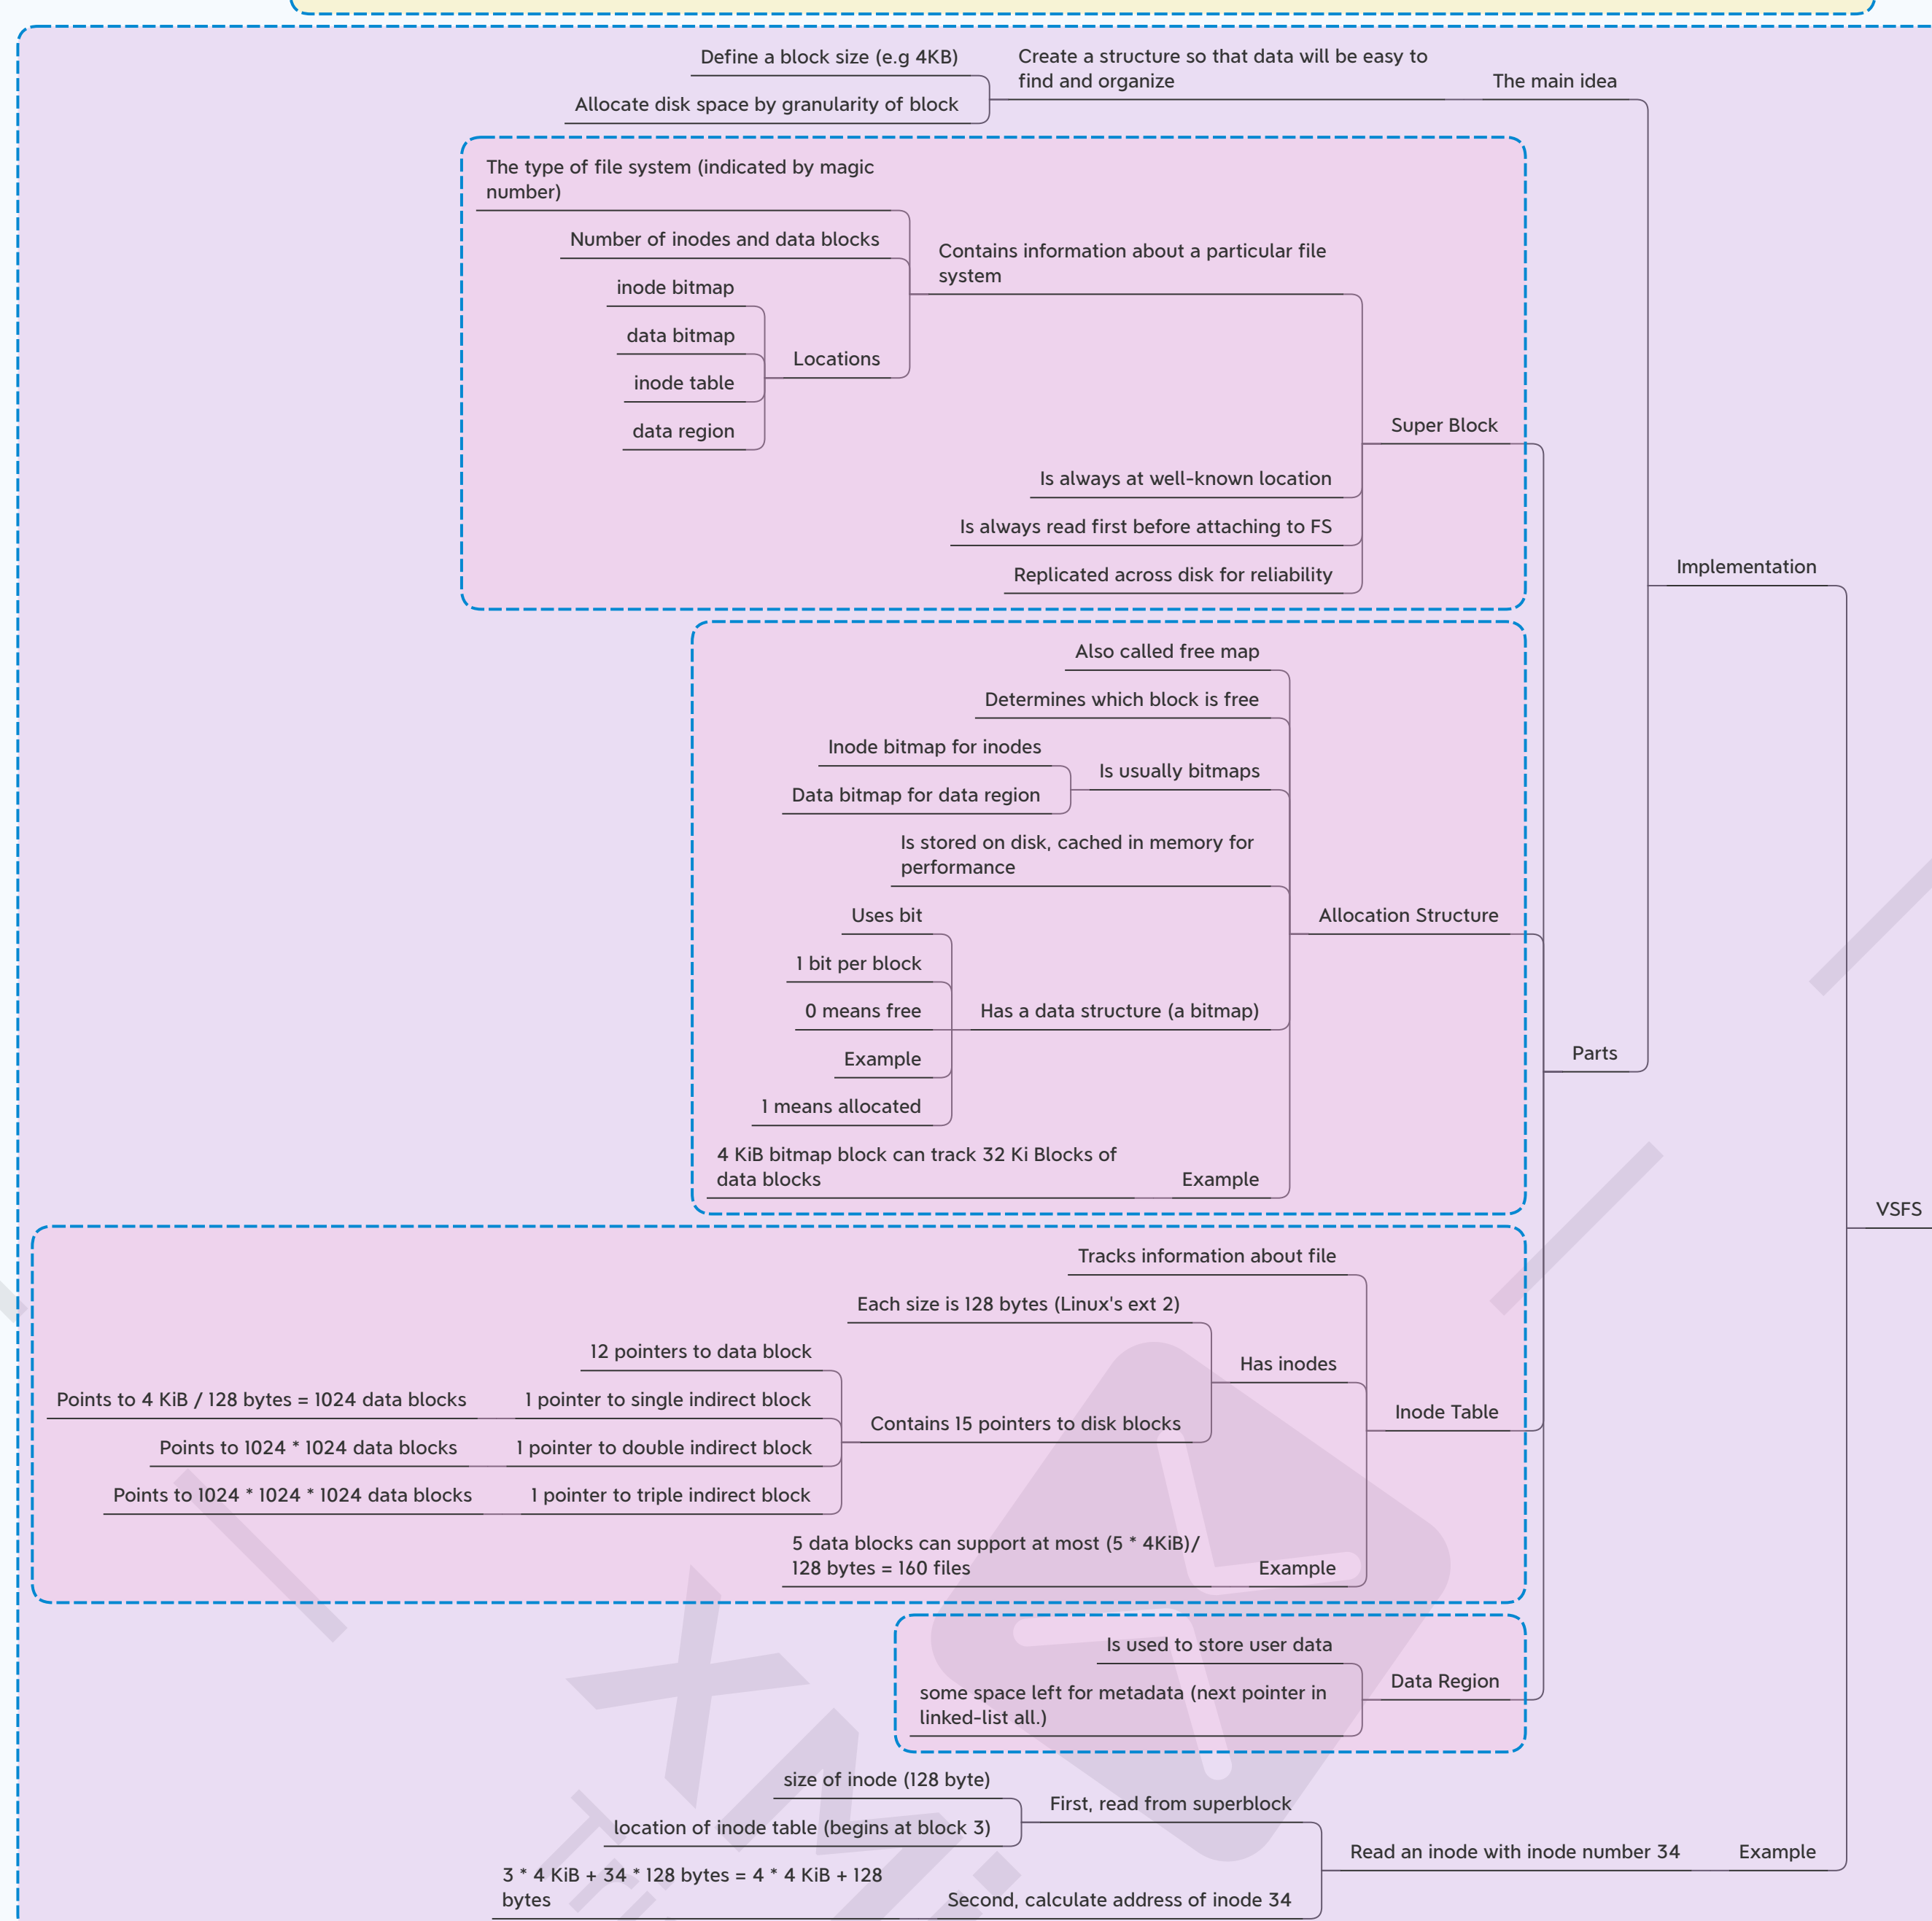 Define a block size (e.g 4KB)
Allocate disk space by granularity of block
Create a structure so that data will be easy to
find and organize
The main idea
The type of file system (indicated by magic
number)
Number of inodes and data blocks
inode bitmap
data bitmap
inode table
data region
Locations
Contains information about a particular file
system
Is always at well-known location
Is always read first before attaching to FS
Replicated across disk for reliability
Super Block
Implementation
Also called free map
Determines which block is free
Inode bitmap for inodes
Data bitmap for data region
Is usually bitmaps
Is stored on disk, cached in memory for
performance
Uses bit
1 bit per block
0 means free
Example
1 means allocated
Has a data structure (a bitmap)
4 KiB bitmap block can track 32 Ki Blocks of
data blocks
Example
Allocation Structure
Parts
VSFS
Tracks information about file
Each size is 128 bytes (Linux's ext 2)
12 pointers to data block
Points to 4 KiB / 128 bytes = 1024 data blocks
1 pointer to single indirect block
Points to 1024 * 1024 data blocks
1 pointer to double indirect block
Points to 1024 * 1024 * 1024 data blocks
1 pointer to triple indirect block
Contains 15 pointers to disk blocks
Has inodes
5 data blocks can support at most (5 * 4KiB)/
128 bytes = 160 files
Example
Inode Table
Is used to store user data
some space left for metadata (next pointer in
linked-list all.)
Data Region
size of inode (128 byte)
location of inode table (begins at block 3)
First, read from superblock
3 * 4 KiB + 34 * 128 bytes = 4 * 4 KiB + 128
bytes
Second, calculate address of inode 34
Read an inode with inode number 34
Example